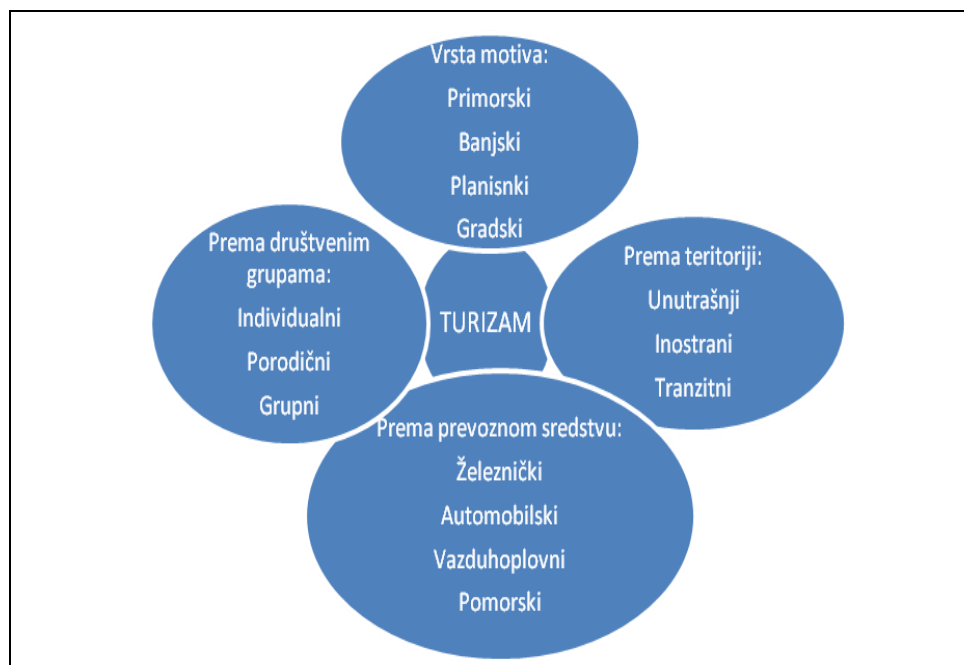 Vrsta motiva:
Primorski
Banjski
Planisnki
Gradski
Prema društvenim
grupama:
Individualni
Porodični
Grupni
TURIZAM
Prema teritoriji:
Unutrašnji
Inostrani
Tranzitni
Prema prevoznom sredstvu:
Železnički
Automobilski
Vazduhoplovni
Pomorski